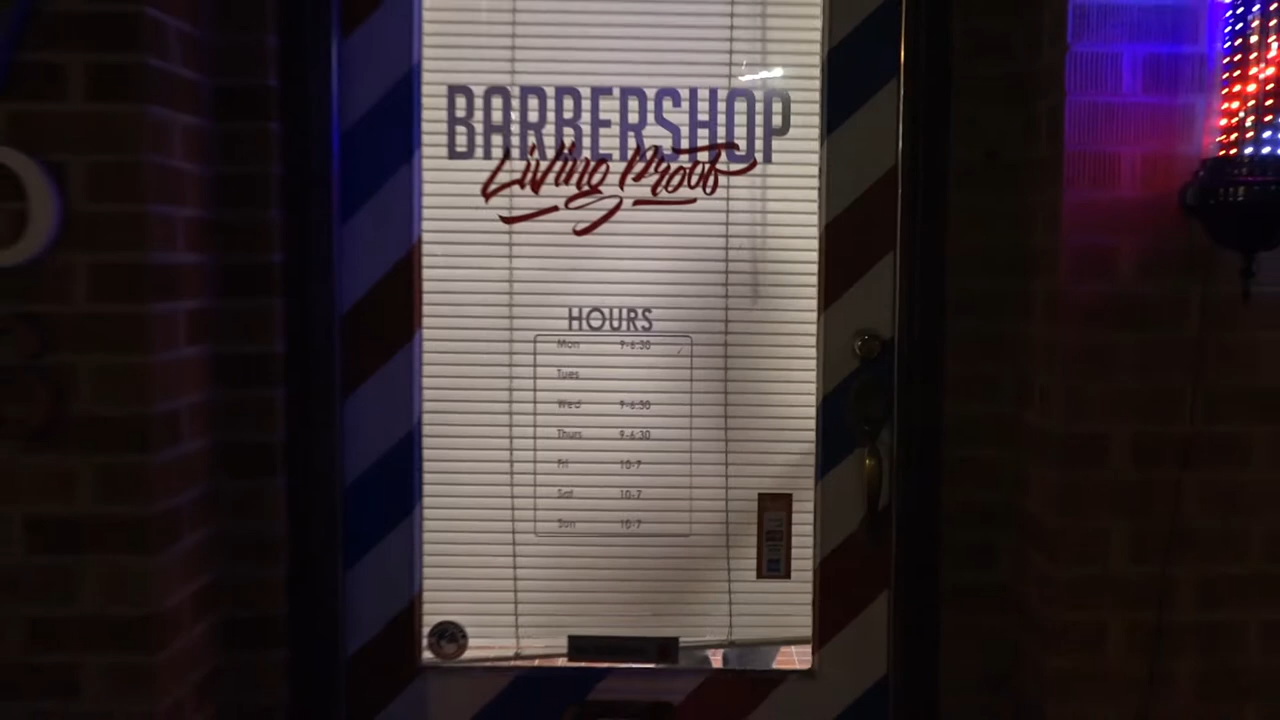 BARBERSHOP
Living Proof
HOURS
Mon 9-6:30
Tues
Wed 9-6:30
Thurs 9-6:30
Fri 10-7
Sat 10-7
Sun 10-7